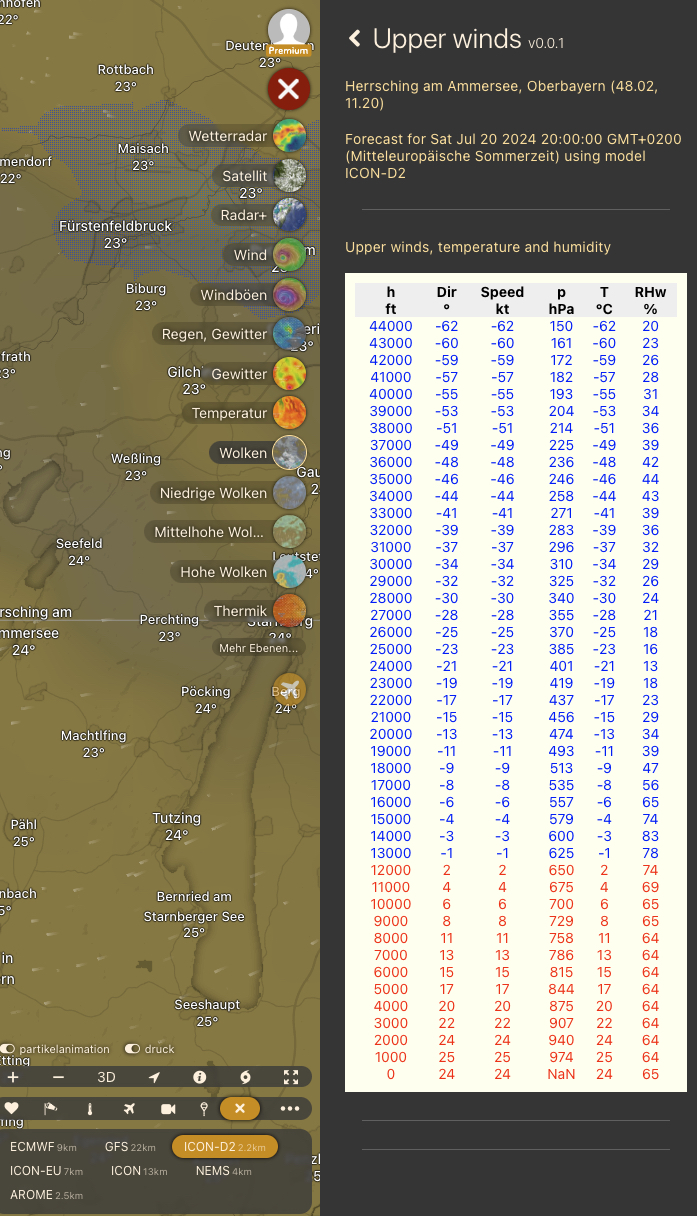 nhofen
22°
Deuten
23°
Premium
Rottbach
23°
Wetterradar
Maisach
23°
mendorf
22°
Satellit
23°
Radar+
Fürstenfeldbruck
23°
Wind
m
Biburg
23°
Windböen
Regen, Gewitter
eri
23°
frath
23°
Gilch
23°
Gewitter
Temperatur
Wolken
ng
Weßling
23°
Gau
2
Niedrige Wolken
Mittelhohe Wol...
Seefeld
24°
Hohe Wolken
4°
Thermik
rsching am
mmersee
24°
Perchting
23°
Starnberg
24°
Mehr Ebenen...
Pöcking
24°
Berg
24°
Machtlfing
23°
Tutzing
24°
Pähl
25°
nbach
5°
Bernried am
Starnberger See
25°
in
rn
Seeshaupt
25°
partikelanimation
druck
+ − 3D
ECMWF 9km GFS 22km ICON-D2 2.2km
ICON-EU 7km ICON 13km NEMS 4km
AROME 2.5km
Upper winds v0.0.1
Herrsching am Ammersee, Oberbayern (48.02,
11.20)
Forecast for Sat Jul 20 2024 20:00:00 GMT+0200
(Mitteleuropäische Sommerzeit) using model
ICON-D2
Upper winds, temperature and humidity
h Dir Speed p T RHw
ft ° kt hPa °C %
44000 -62 -62 150 -62 20
43000 -60 -60 161 -60 23
42000 -59 -59 172 -59 26
41000 -57 -57 182 -57 28
40000 -55 -55 193 -55 31
39000 -53 -53 204 -53 34
38000 -51 -51 214 -51 36
37000 -49 -49 225 -49 39
36000 -48 -48 236 -48 42
35000 -46 -46 246 -46 44
34000 -44 -44 258 -44 43
33000 -41 -41 271 -41 39
32000 -39 -39 283 -39 36
31000 -37 -37 296 -37 32
30000 -34 -34 310 -34 29
29000 -32 -32 325 -32 26
28000 -30 -30 340 -30 24
27000 -28 -28 355 -28 21
26000 -25 -25 370 -25 18
25000 -23 -23 385 -23 16
24000 -21 -21 401 -21 13
23000 -19 -19 419 -19 18
22000 -17 -17 437 -17 23
21000 -15 -15 456 -15 29
20000 -13 -13 474 -13 34
19000 -11 -11 493 -11 39
18000 -9 -9 513 -9 47
17000 -8 -8 535 -8 56
16000 -6 -6 557 -6 65
15000 -4 -4 579 -4 74
14000 -3 -3 600 -3 83
13000 -1 -1 625 -1 78
12000 2 2 650 2 74
11000 4 4 675 4 69
10000 6 6 700 6 65
9000 8 8 729 8 65
8000 11 11 758 11 64
7000 13 13 786 13 64
6000 15 15 815 15 64
5000 17 17 844 17 64
4000 20 20 875 20 64
3000 22 22 907 22 64
2000 24 24 940 24 64
1000 25 25 974 25 64
0 24 24 NaN 24 65